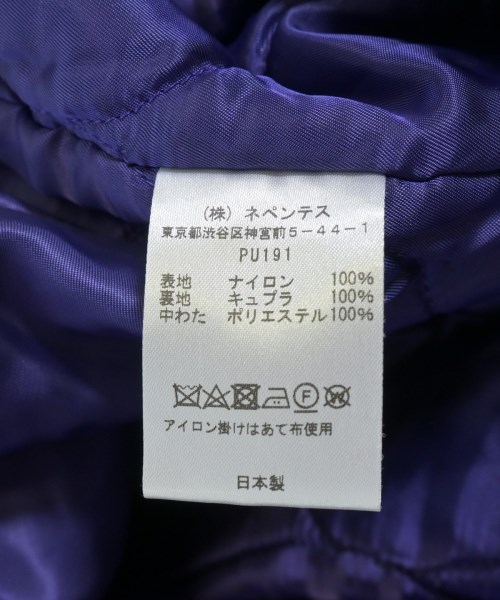 (株) ネペンテス
東京都渋谷区神宮前5-44-1
PU191
表地 ナイロン 100%
裏地 キュプラ 100%
中わた ポリエステル100%
F W
アイロン掛けはあて布使用
日本製